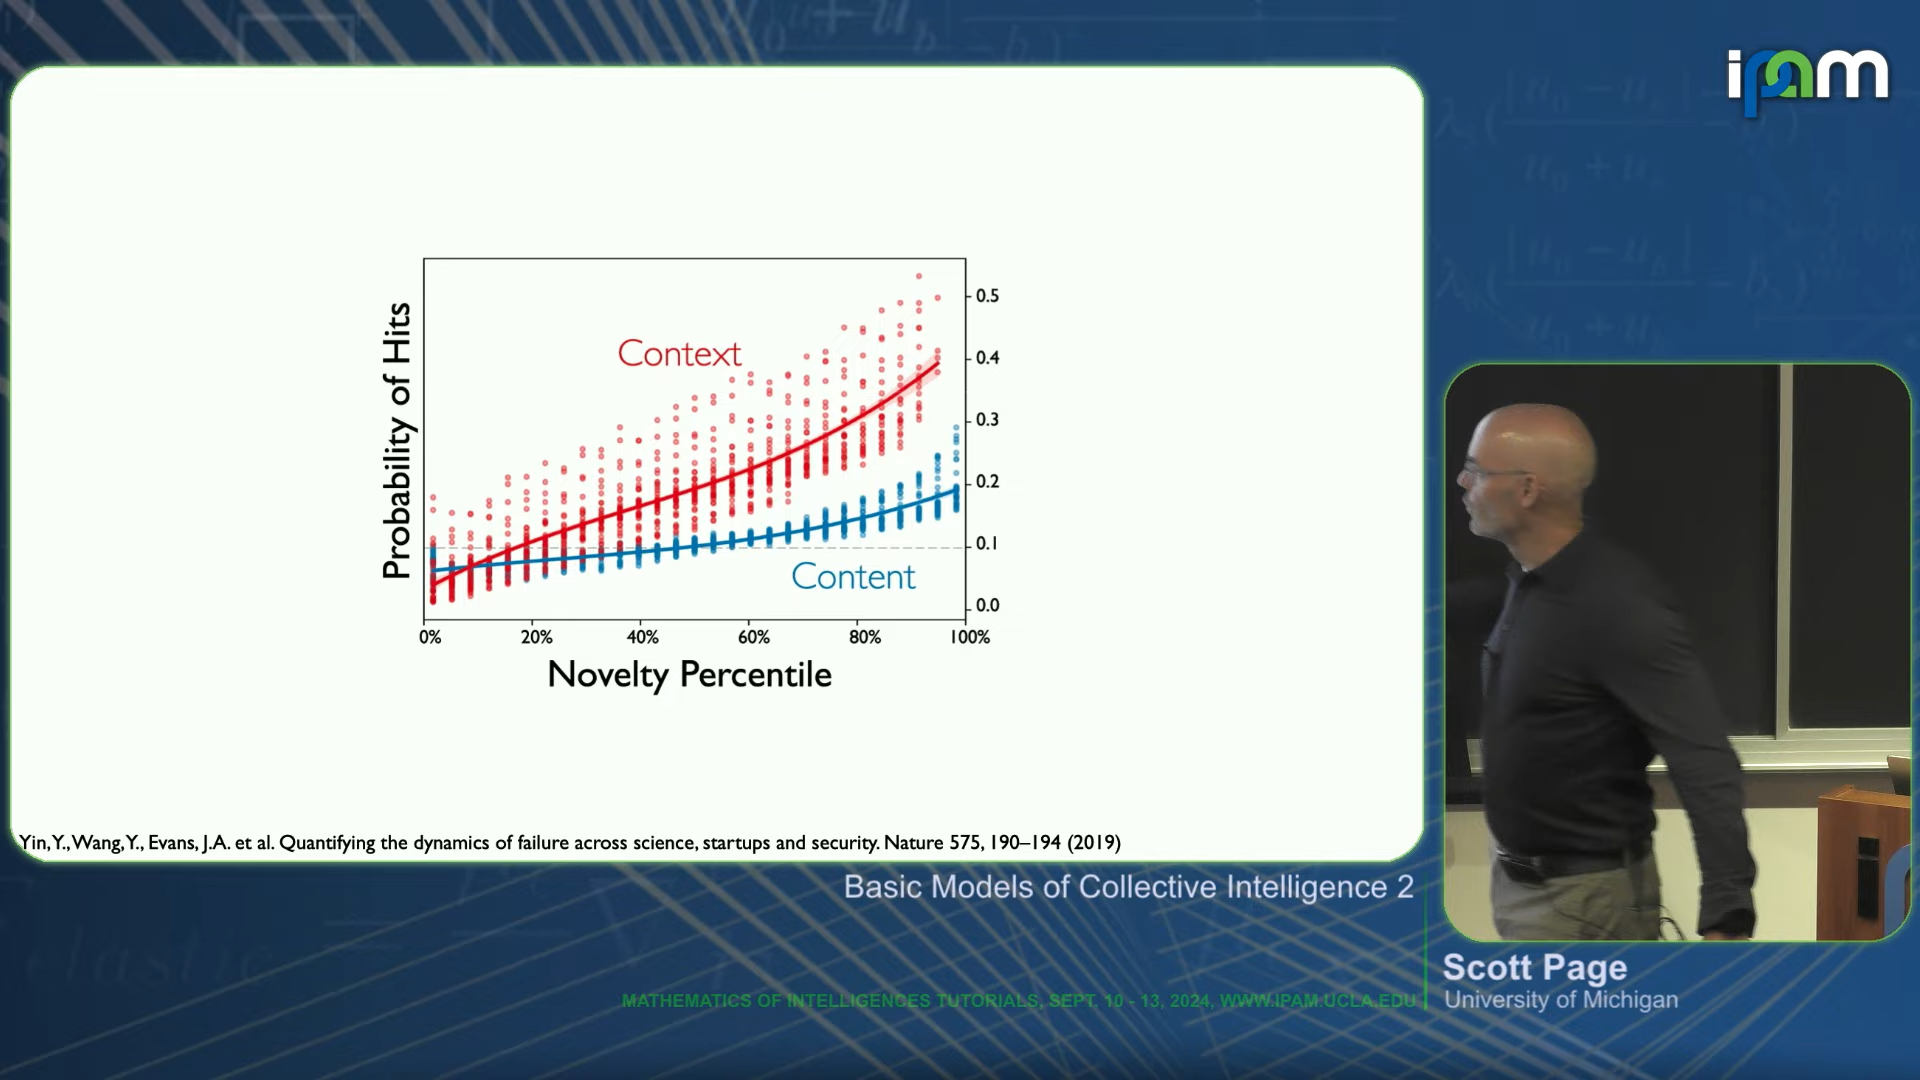 ipam
Probability of Hits
Context
Content
0.5
0.4
0.3
0.2
0.1
0.0
0%
20%
40%
60%
80%
100%
Novelty Percentile
Yin, Y., Wang, Y., Evans, J.A. et al. Quantifying the dynamics of failure across science, startups and security. Nature 575, 190–194 (2019)
Basic Models of Collective Intelligence 2
Scott Page
University of Michigan
MATHEMATICS OF INTELLIGENCES TUTORIALS, SEPT. 10 - 13, 2024, WWW.IPAM.UCLA.EDU